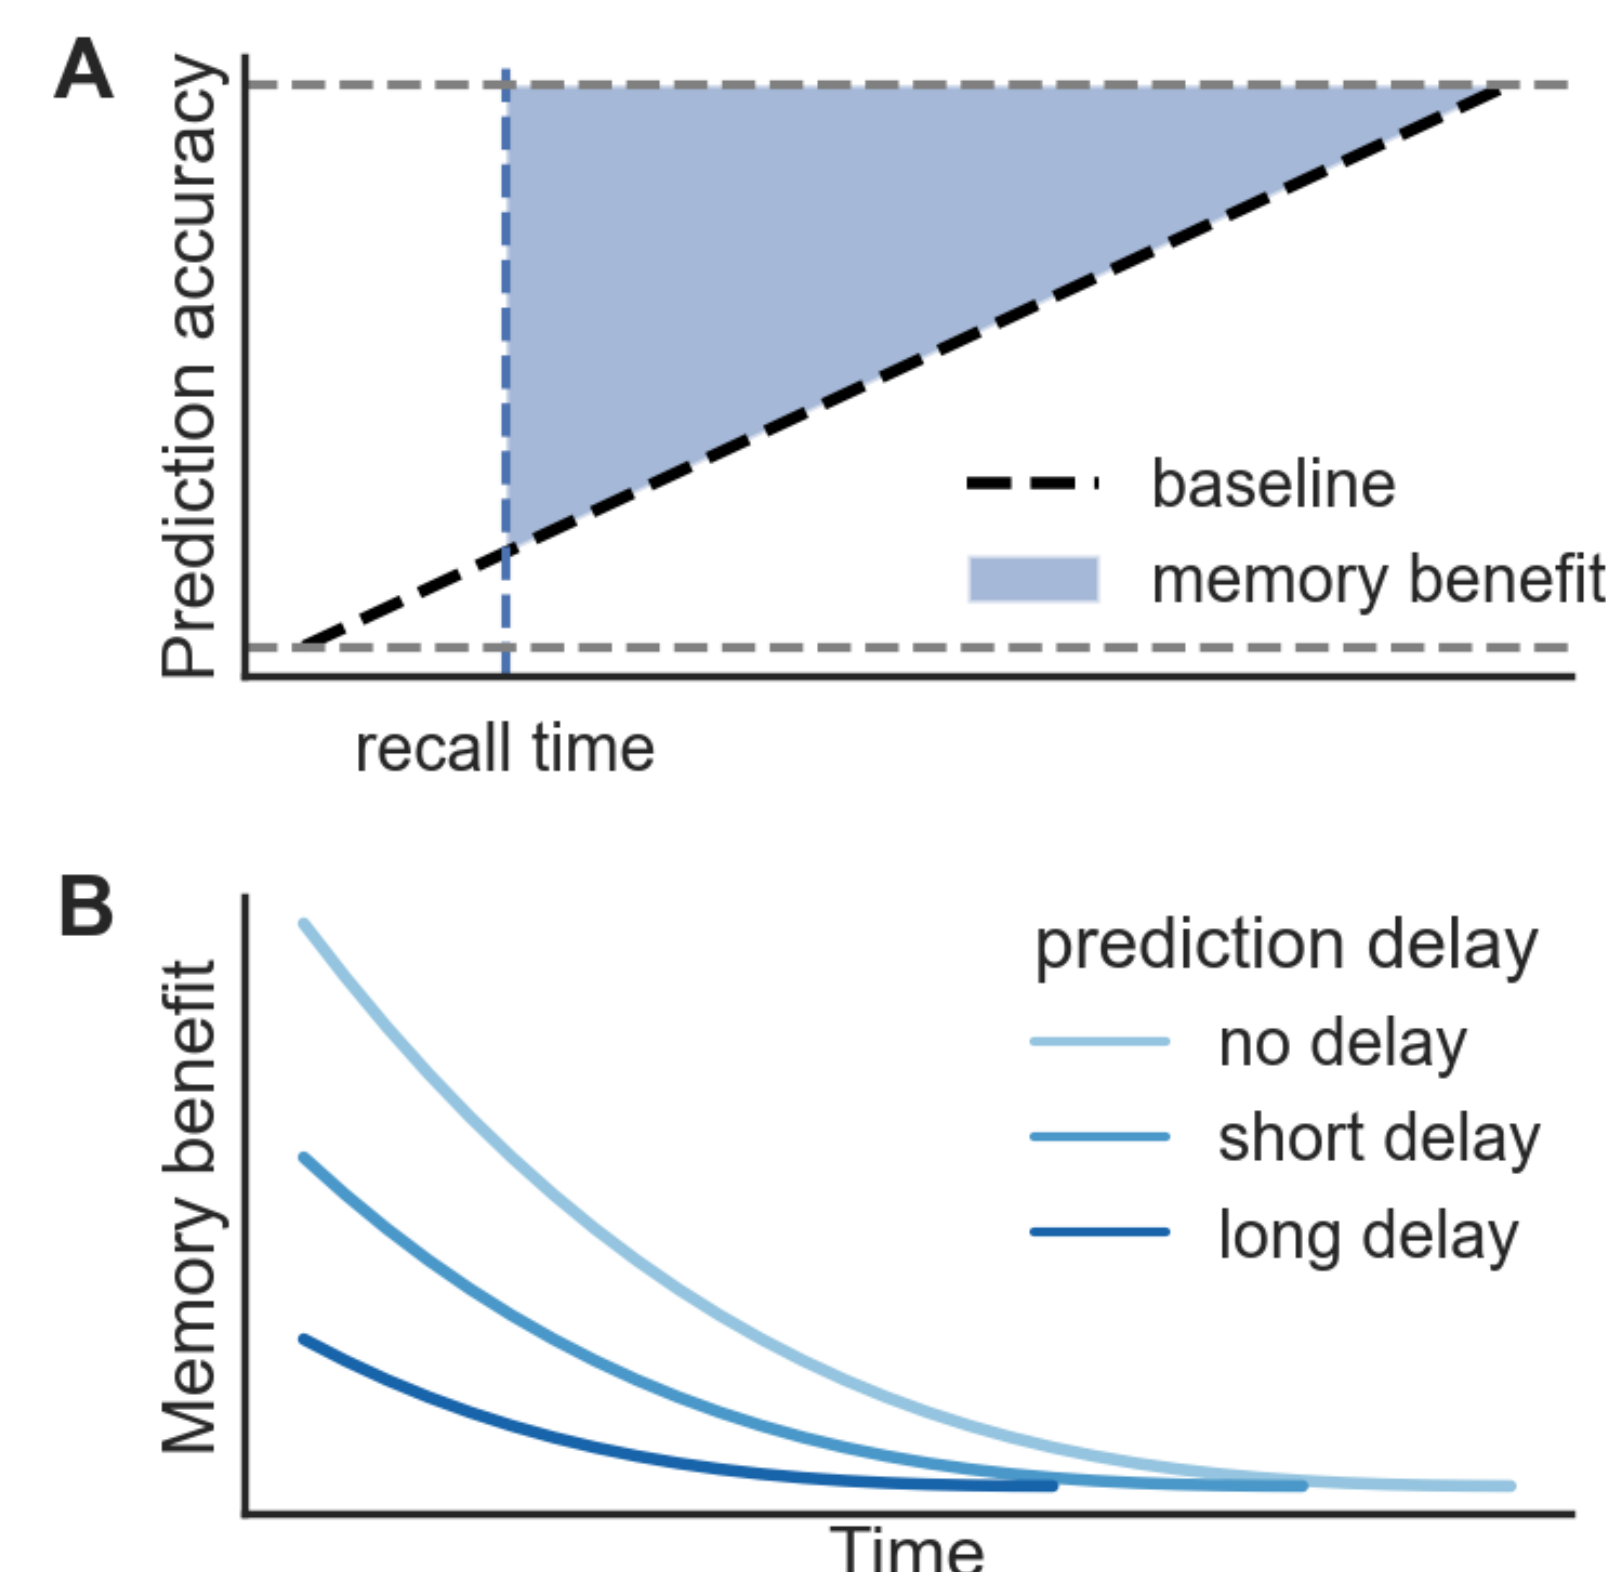 A
Prediction accuracy
baseline
memory benefit
recall time
B
Memory benefit
prediction delay
no delay
short delay
long delay
Time